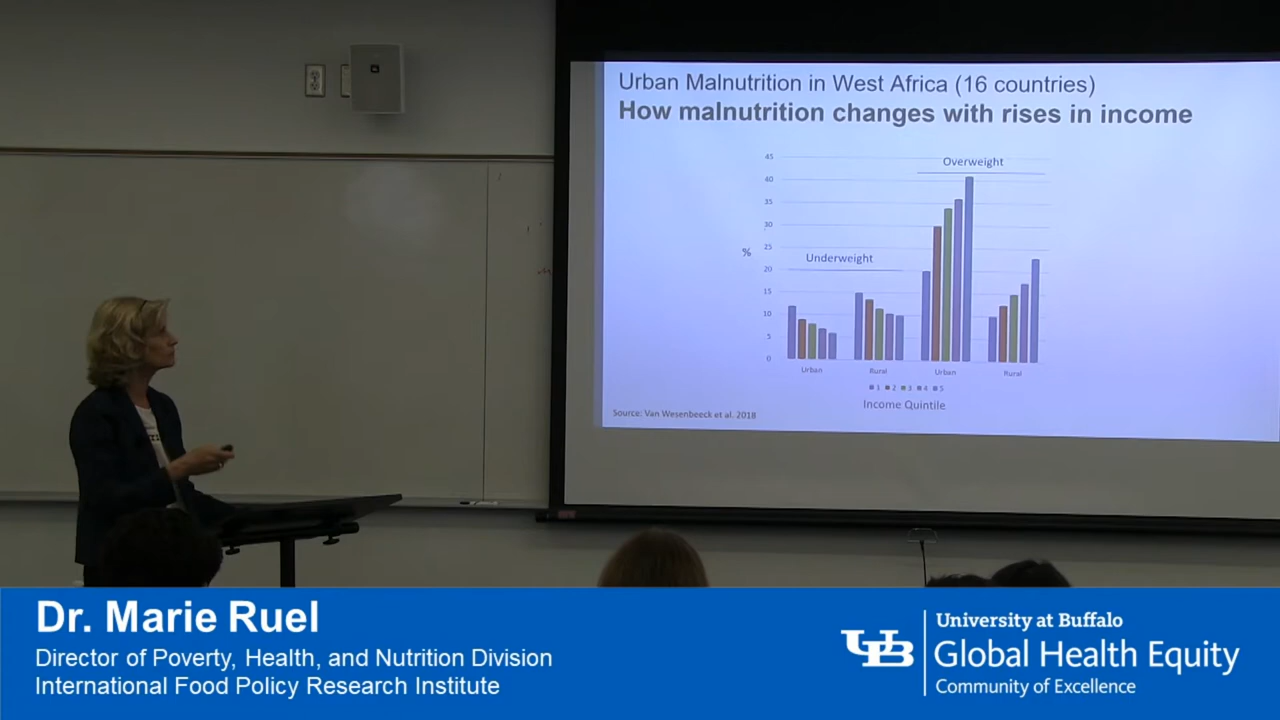 Urban Malnutrition in West Africa (16 countries)
How malnutrition changes with rises in income
45
40
35
30
25
20
15
10
5
0
%
Overweight
Underweight
Urban
Rural
Urban
Rural
1 2 3 4 5
Income Quintile
Source: Van Wesenbeeck et al. 2018
Dr. Marie Ruel
Director of Poverty, Health, and Nutrition Division
International Food Policy Research Institute
UB
University at Buffalo
Global Health Equity
Community of Excellence